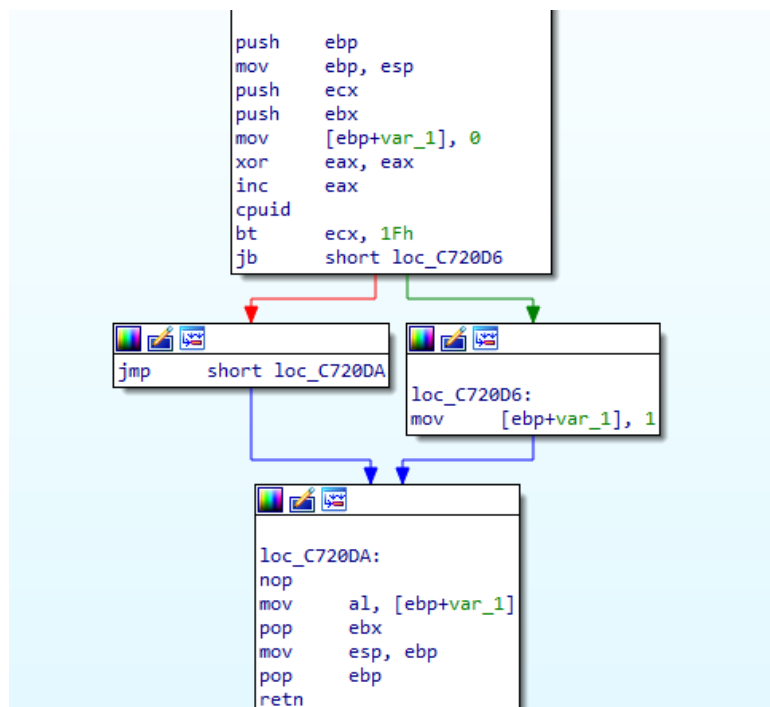 push ebp
mov ebp, esp
push ecx
push ebx
mov [ebp+var_1], 0
xor eax, eax
inc eax
cpuid
bt ecx, 1Fh
jb short loc_C720D6
jmp short loc_C720DA
loc_C720D6:
mov [ebp+var_1], 1
loc_C720DA:
nop
mov al, [ebp+var_1]
pop ebx
mov esp, ebp
pop ebp
retn